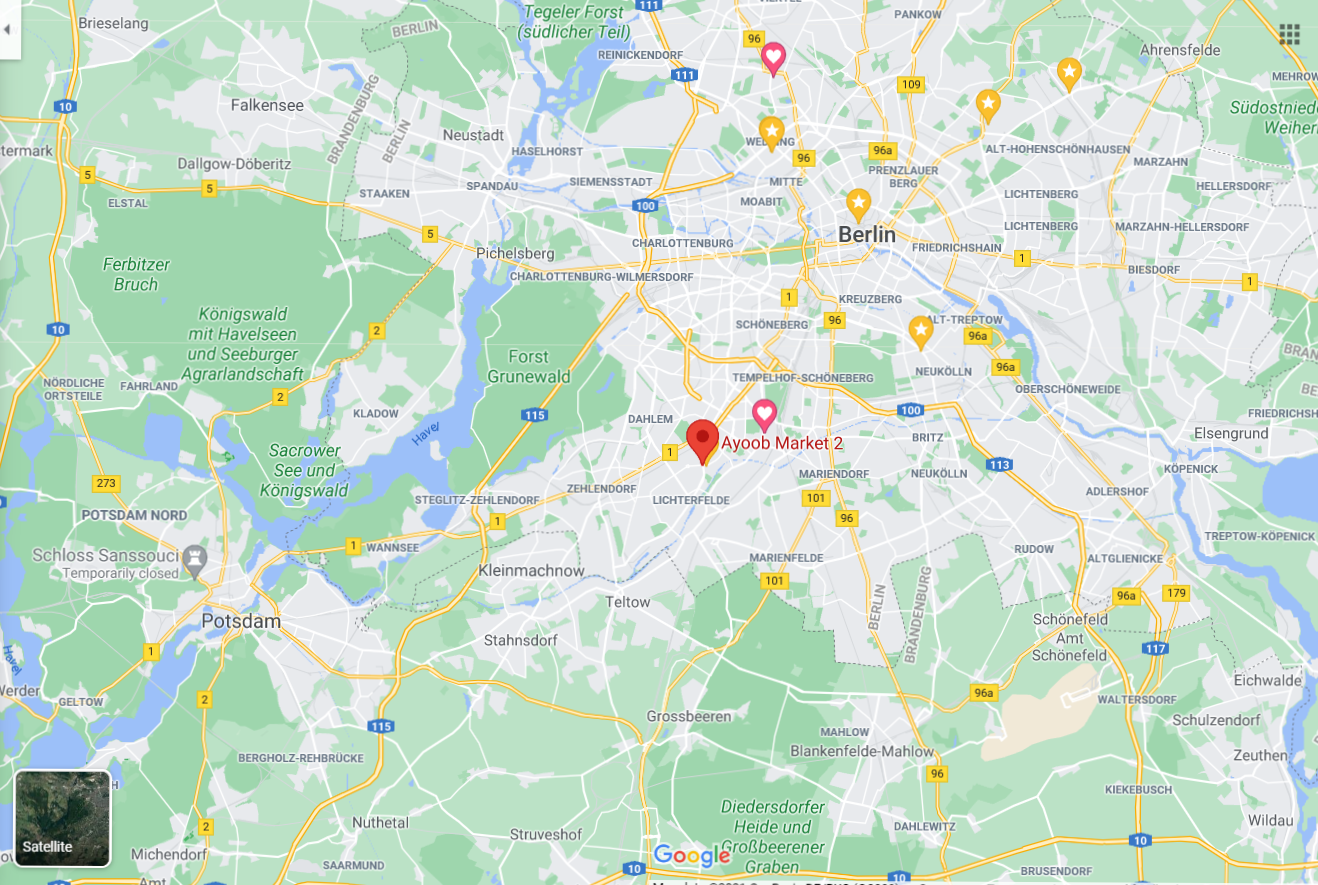 Tegeler Forst
(südlicher Teil)
111
VIERTEL
PANKOW
Brieselang
BERLIN
96
REINICKENDORF
Ahrensfelde
111
109
MEHROW
10
Falkensee
BRANDENBURG
BERLIN
Südostniede
Weiher
Neustadt
HASELHORST
96a
ALT-HOHENSCHÖNHAUSEN
termark
Dallgow-Döberitz
96
MARZAHN
5
5
STAAKEN
SPANDAU
SIEMENSSTADT
MITTE
PRENZLAUER
BERG
HELLERSDORF
ELSTAL
100
MOABIT
LICHTENBERG
5
Berlin
LICHTENBERG
MARZAHN-HELLERSDORF
Pichelsberg
CHARLOTTENBURG
FRIEDRICHSHAIN
1
Ferbitzer
Bruch
CHARLOTTENBURG-WILMERSDORF
BIESDORF
1
1
KREUZBERG
Königswald
mit Havelseen
und Seeburger
Agrarlandschaft
10
2
SCHÖNEBERG
96
ALT-TREPTOW
96a
BRAN
Forst
Grunewald
96a
NÖRDLICHE
ORTSTEILE
FAHRLAND
TEMPELHOF-SCHÖNEBERG
NEUKÖLLN
OBERSCHÖNEWEIDE
2
KLADOW
115
DAHLEM
100
FRIEDRICHSH
Havel
Ayoob Market 2
BRITZ
Elsengrund
Sacrower
See und
Königswald
1
MARIENDORF
NEUKÖLLN
113
KÖPENICK
273
ZEHLENDORF
LICHTERFELDE
101
ADLERSHOF
POTSDAM NORD
STEGLITZ-ZEHLENDORF
1
96
Schloss Sanssouci
Temporarily closed
1
WANNSEE
MARIENFELDE
RUDOW
ALTGLIENICKE
TREPTOW-KÖPENICK
Kleinmachnow
101
Teltow
BERLIN
BRANDENBURG
96a
179
Potsdam
Stahnsdorf
Schönefeld
Amt
Schönefeld
Havel
1
117
Werder
GELTOW
2
96a
WALTERSDORF
Eichwalde
115
Grossbeeren
MAHLOW
Schulzendorf
Blankenfelde-Mahlow
BERGHOLZ-REHBRÜCKE
96
Zeuthen
KIEKEBUSCH
Diedersdorfer
Heide und
Großbeerener
Graben
Nuthetal
2
Struveshof
DAHLEWITZ
Wildau
Satellite
Michendorf
Google
10
SAARMUND
10
10
BRUSENDORF
10
Amt